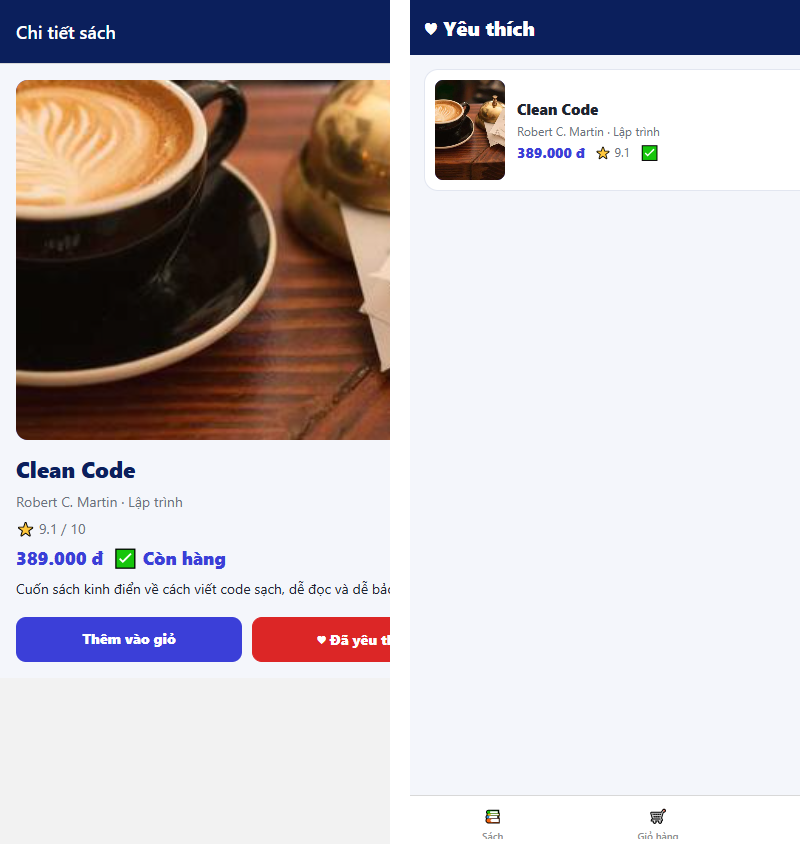 Chi tiết sách
Clean Code
Robert C. Martin · Lập trình
⭐ 9.1 / 10
389.000 đ ✅ Còn hàng
Cuốn sách kinh điển về cách viết code sạch, dễ đọc và dễ
Thêm vào giỏ
♥ Đã yêu
♥ Yêu thích
Clean Code
Robert C. Martin · Lập trình
389.000 đ ⭐ 9.1 ✅
Sách
Giỏ hàng